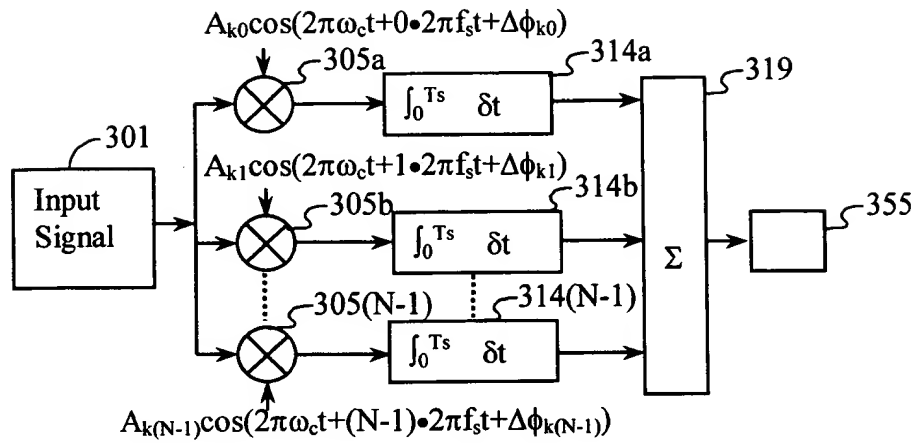 A_k0cos(2πω_ct+0•2πf_st+Δϕ_k0)
305a
314a
319
∫_0^Ts δt
301
A_k1cos(2πω_ct+1•2πf_st+Δϕ_k1)
Input
Signal
305b
314b
355
∫_0^Ts δt
Σ
305(N-1)
314(N-1)
∫_0^Ts δt
A_k(N-1)cos(2πω_ct+(N-1)•2πf_st+Δϕ_k(N-1))